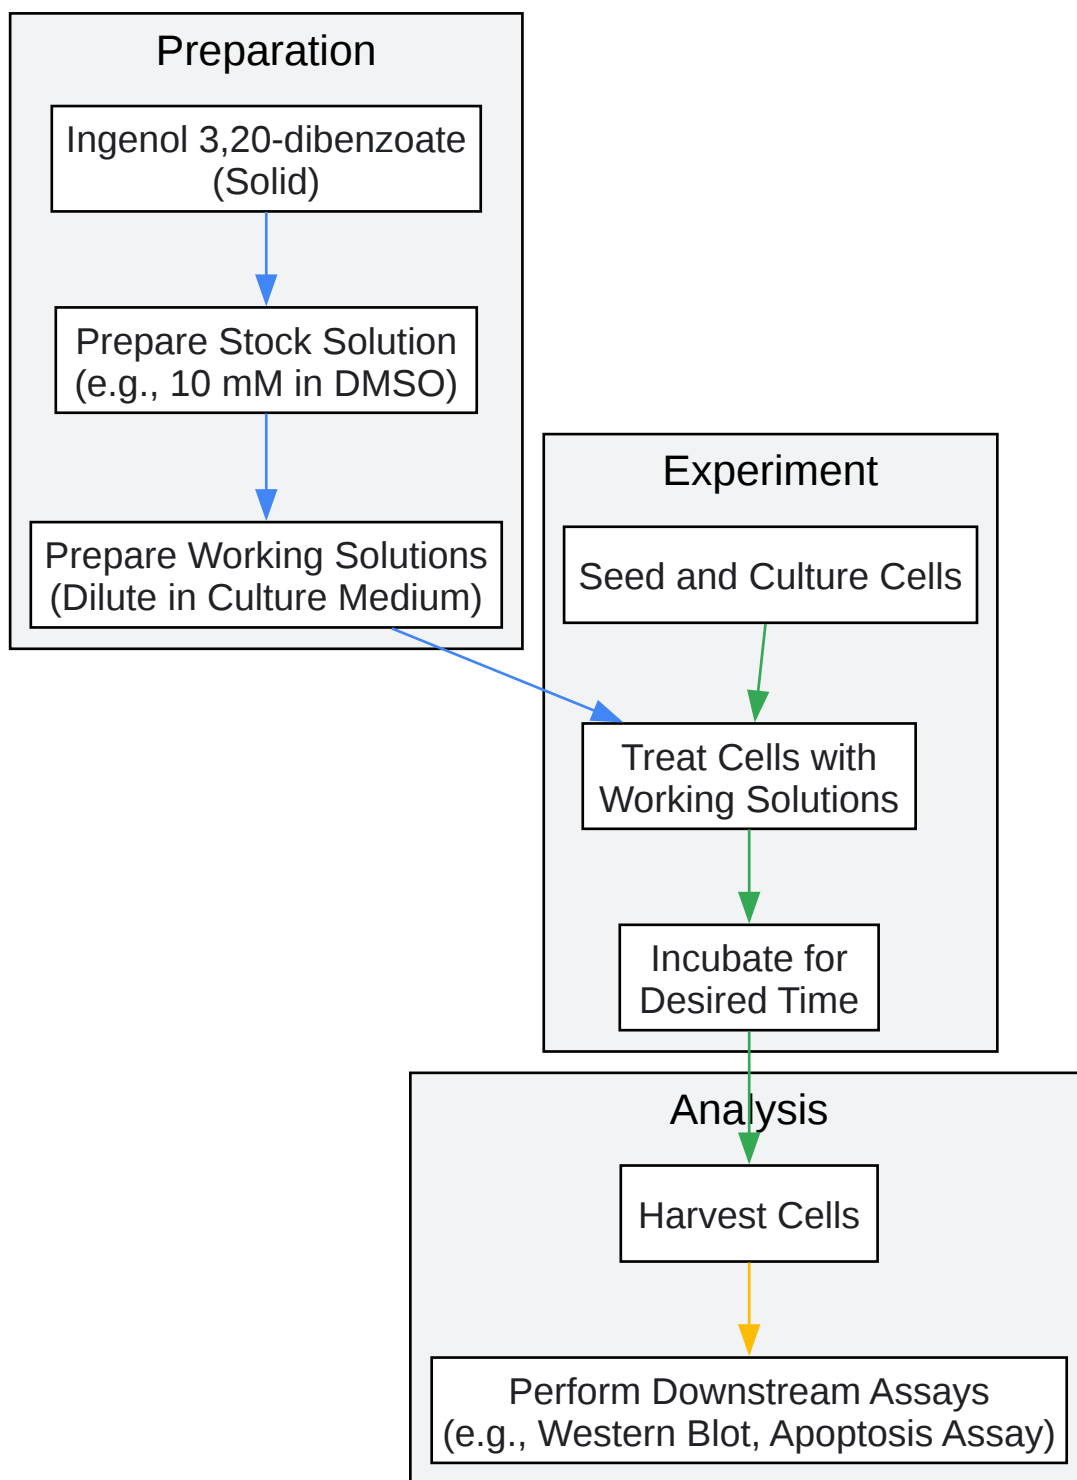 Preparation
Ingenol 3,20-dibenzoate
(Solid)
Prepare Stock Solution
(e.g., 10 mM in DMSO)
Prepare Working Solutions
(Dilute in Culture Medium)
Experiment
Seed and Culture Cells
Treat Cells with
Working Solutions
Incubate for
Desired Time
Analysis
Harvest Cells
Perform Downstream Assays
(e.g., Western Blot, Apoptosis Assay)